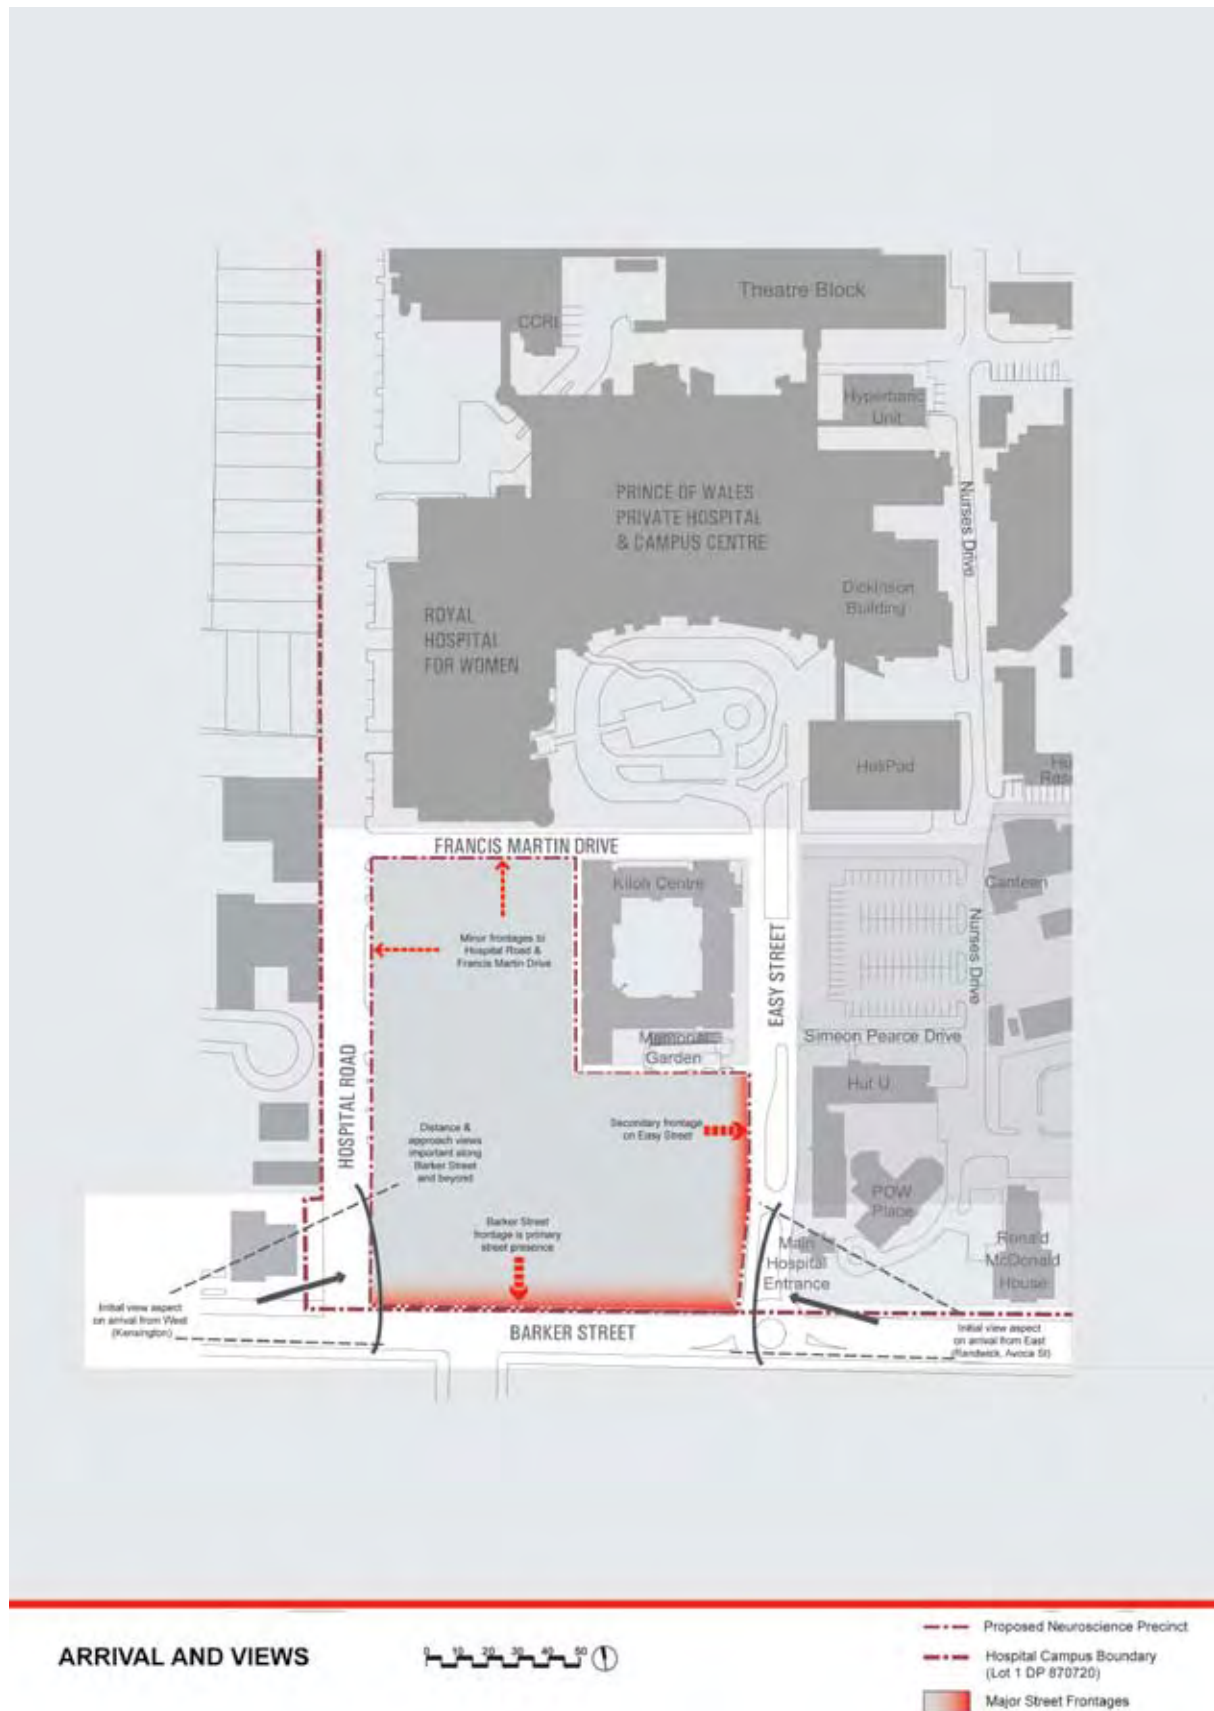 Theatre Block
CCRI
Hyperbaric
Unit
PRINCE OF WALES
PRIVATE HOSPITAL
& CAMPUS CENTRE
Nurses Drive
Dickinson
Building
ROYAL
HOSPITAL
FOR WOMEN
HeliPad
FRANCIS MARTIN DRIVE
Kiloh Centre
Canteen
Minor frontages to
Hospital Road &
Francis Martin Drive
Nurses Drive
EASY STREET
Memorial
Garden
Simeon Pearce Drive
HOSPITAL ROAD
Hut U
Distance &
approach views
important along
Barker Street
and beyond
Secondary frontage
on Easy Street
POW
Place
Barker Street
frontage is primary
street presence
Main
Hospital
Entrance
Ronald
McDonald
House
Initial view aspect
on arrival from West
(Kensington)
BARKER STREET
Initial view aspect
on arrival from East
(Randwick, Avoca St)
ARRIVAL AND VIEWS
0 10 20 30 40 50
Proposed Neuroscience Precinct
Hospital Campus Boundary
(Lot 1 DP 870720)
Major Street Frontages